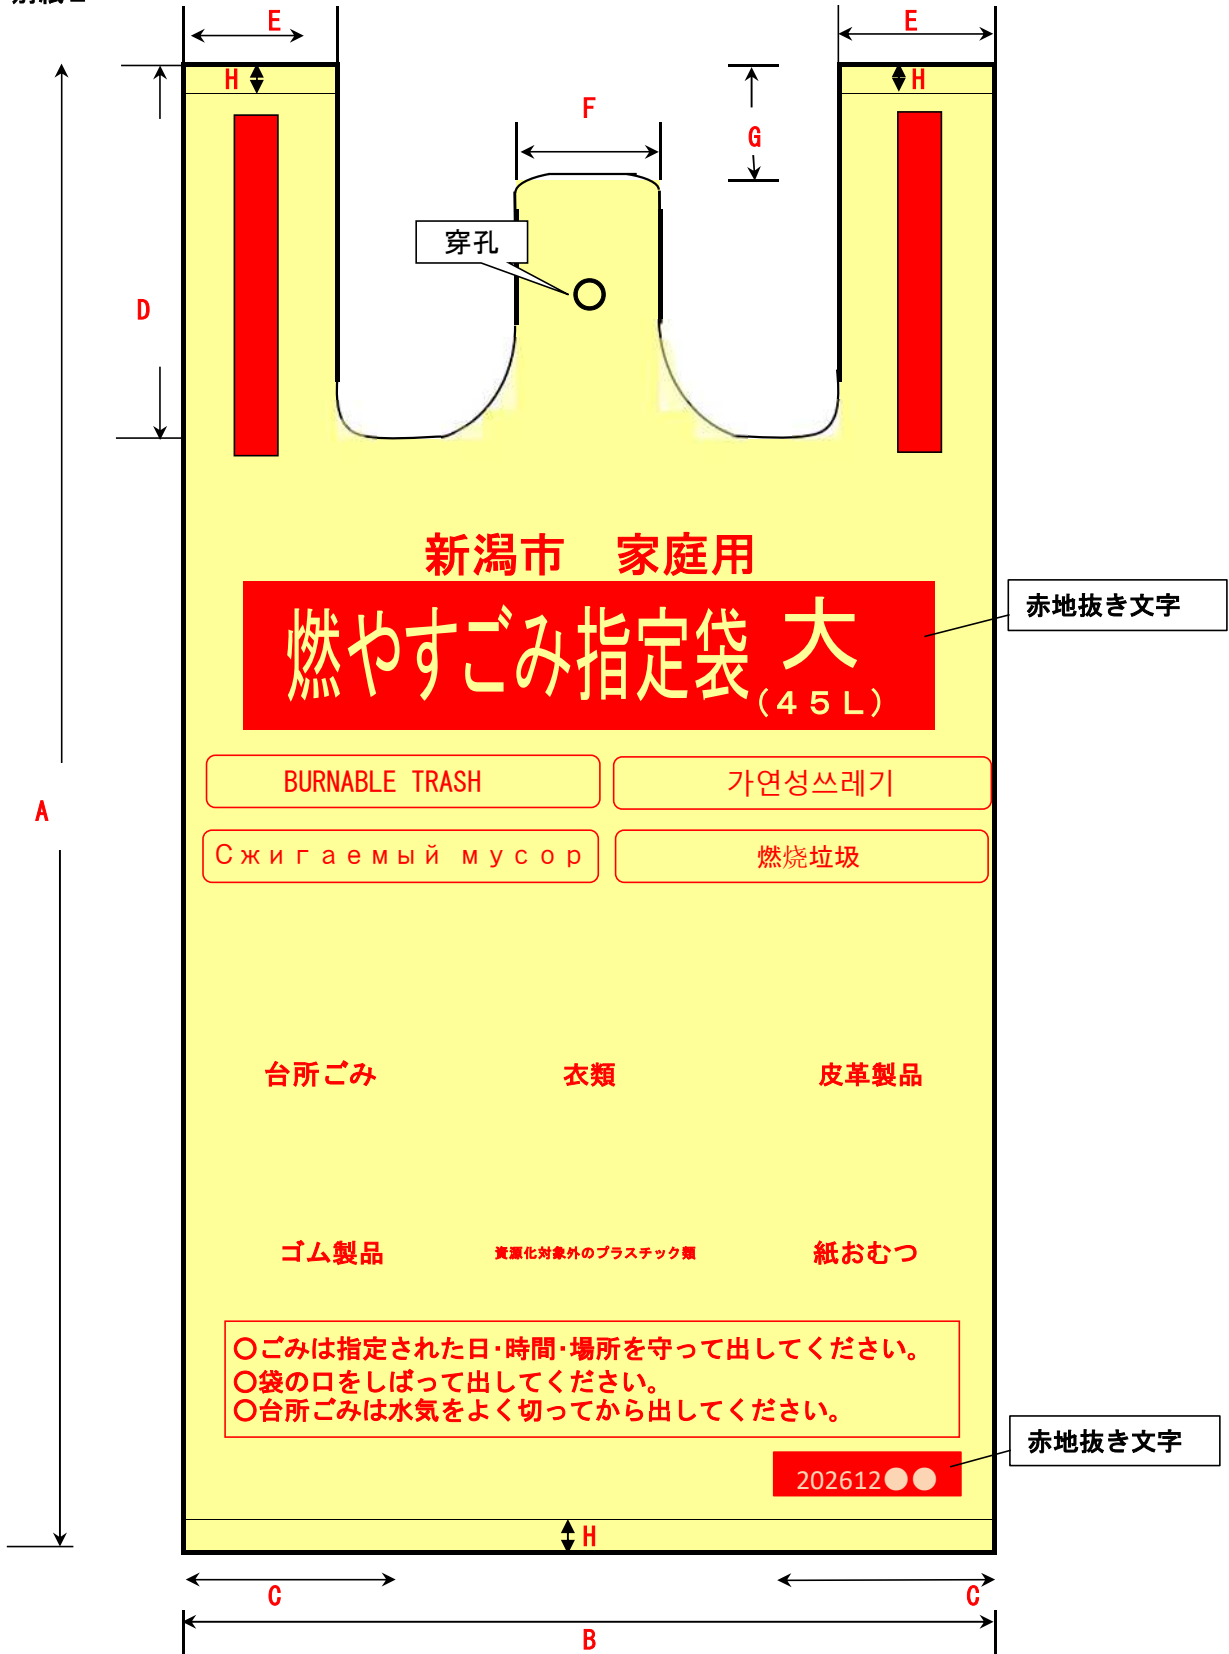 E
E
H
H
F
G
穿孔
D
新潟市　家庭用
燃やすごみ指定袋 大
（４５Ｌ）
赤地抜き文字
BURNABLE TRASH
가연성쓰레기
A
Сжигаемый мусор
燃烧垃圾
台所ごみ
衣類
皮革製品
ゴム製品
資源化対象外のプラスチック類
紙おむつ
〇ごみは指定された日・時間・場所を守って出してください。
〇袋の口をしばって出してください。
〇台所ごみは水気をよく切ってから出してください。
赤地抜き文字
202612●●
H
C
C
B